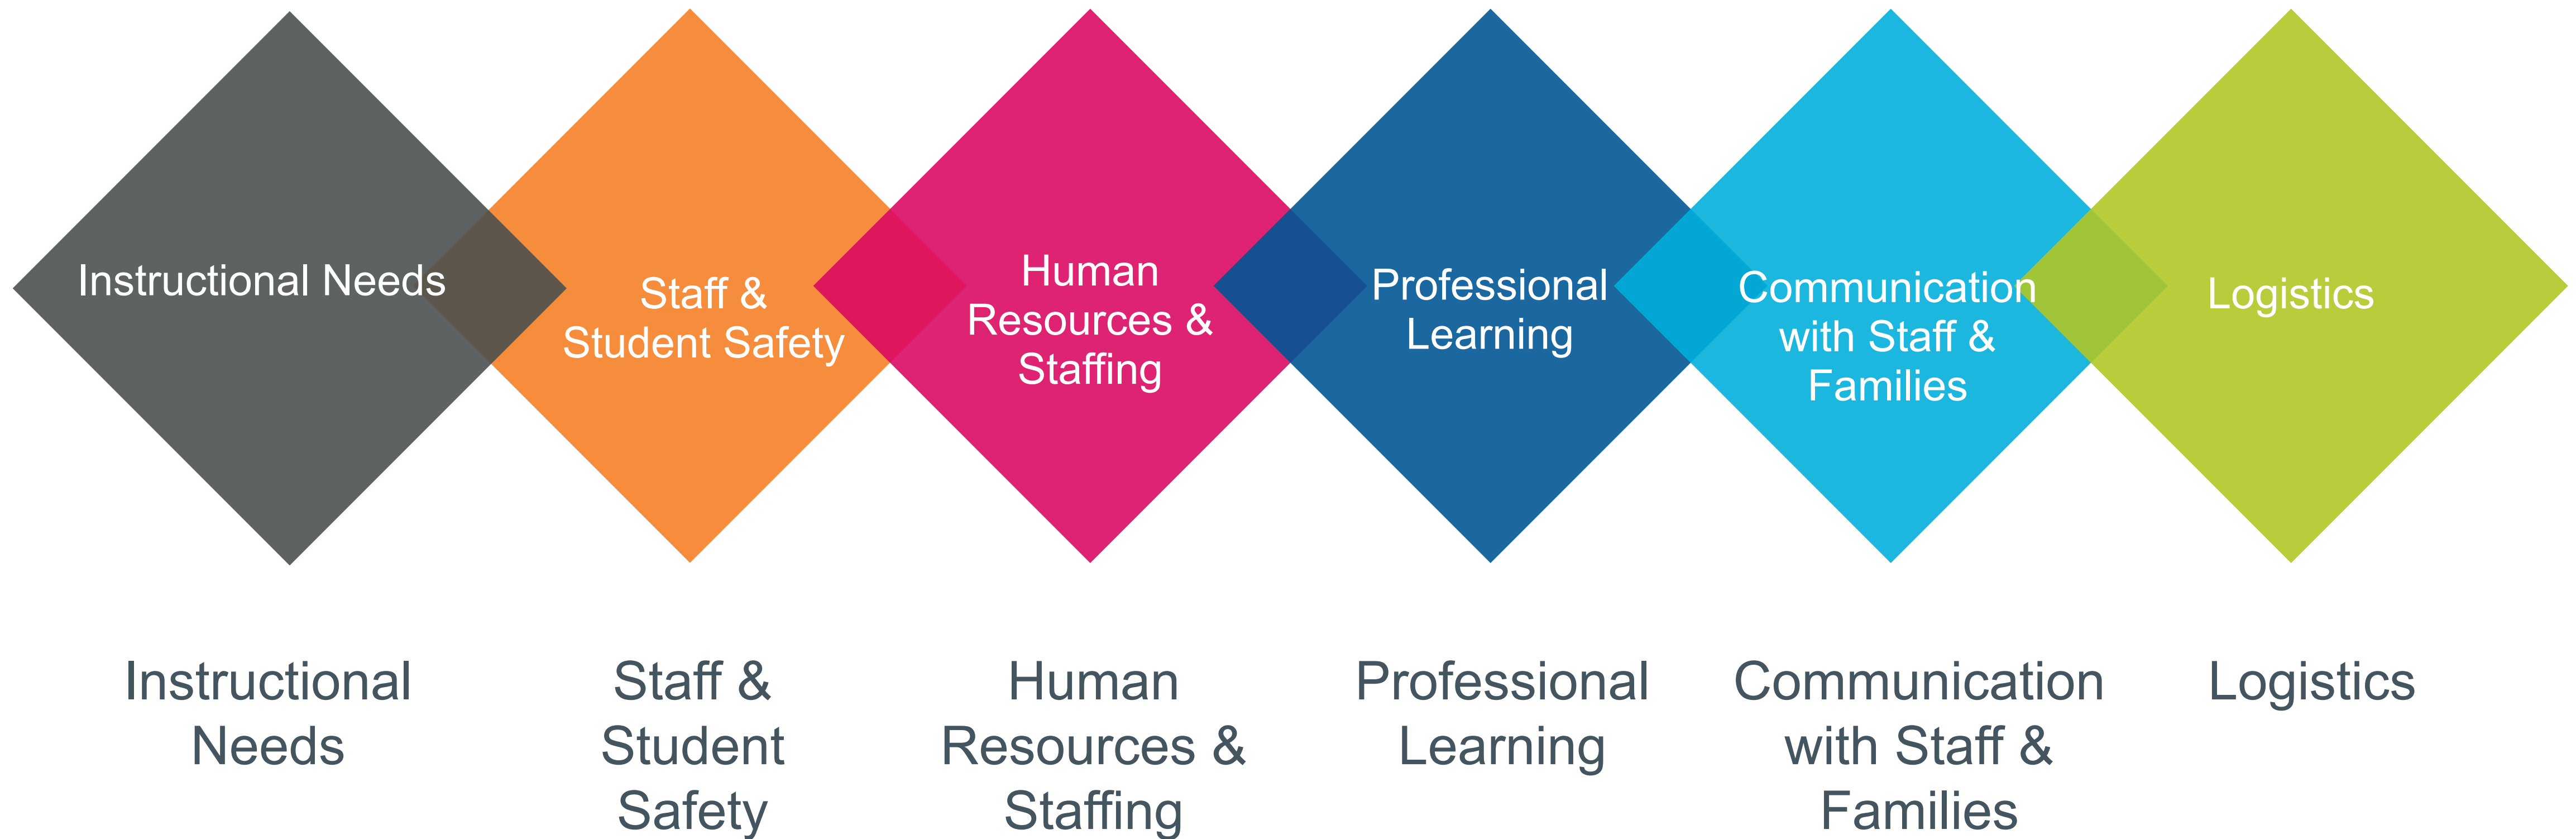 Instructional Needs
Staff &
Student Safety
Human
Resources &
Staffing
Professional
Learning
Communication
with Staff &
Families
Logistics
Instructional
Needs
Staff &
Student
Safety
Human
Resources &
Staffing
Professional
Learning
Communication
with Staff &
Families
Logistics